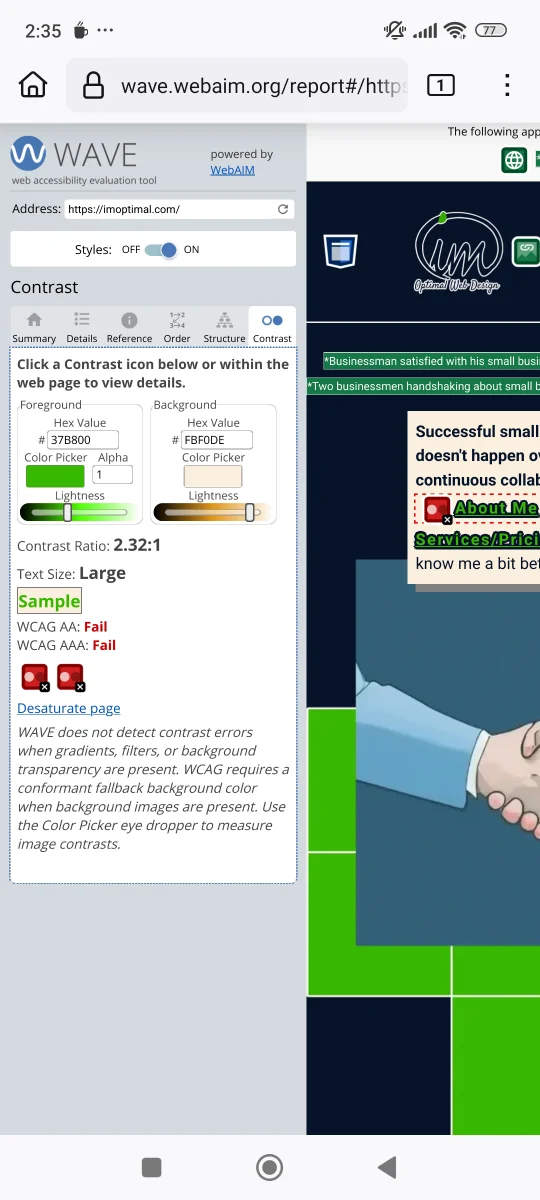 2:35
77
wave.webaim.org/report#/https
1
WAVE
powered by
WebAIM
web accessibility evaluation tool
Address: https://imoptimal.com/
Styles: OFF ON
Contrast
Summary Details Reference Order Structure Contrast
Click a Contrast icon below or within the
web page to view details.
Foreground
Hex Value
# 37B800
Color Picker Alpha
1
Lightness
Background
Hex Value
# FBF0DE
Color Picker
Lightness
Contrast Ratio: 2.32:1
Text Size: Large
Sample
WCAG AA: Fail
WCAG AAA: Fail
Desaturate page
WAVE does not detect contrast errors
when gradients, filters, or background
transparency are present. WCAG requires a
conformant fallback background color
when background images are present. Use
the Color Picker eye dropper to measure
image contrasts.
The following app
im
Optimal Web Design
*Businessman satisfied with his small busi
*Two businessmen handshaking about small b
Successful small
doesn't happen ov
continuous collab
About Me
Services/Prici
know me a bit bet